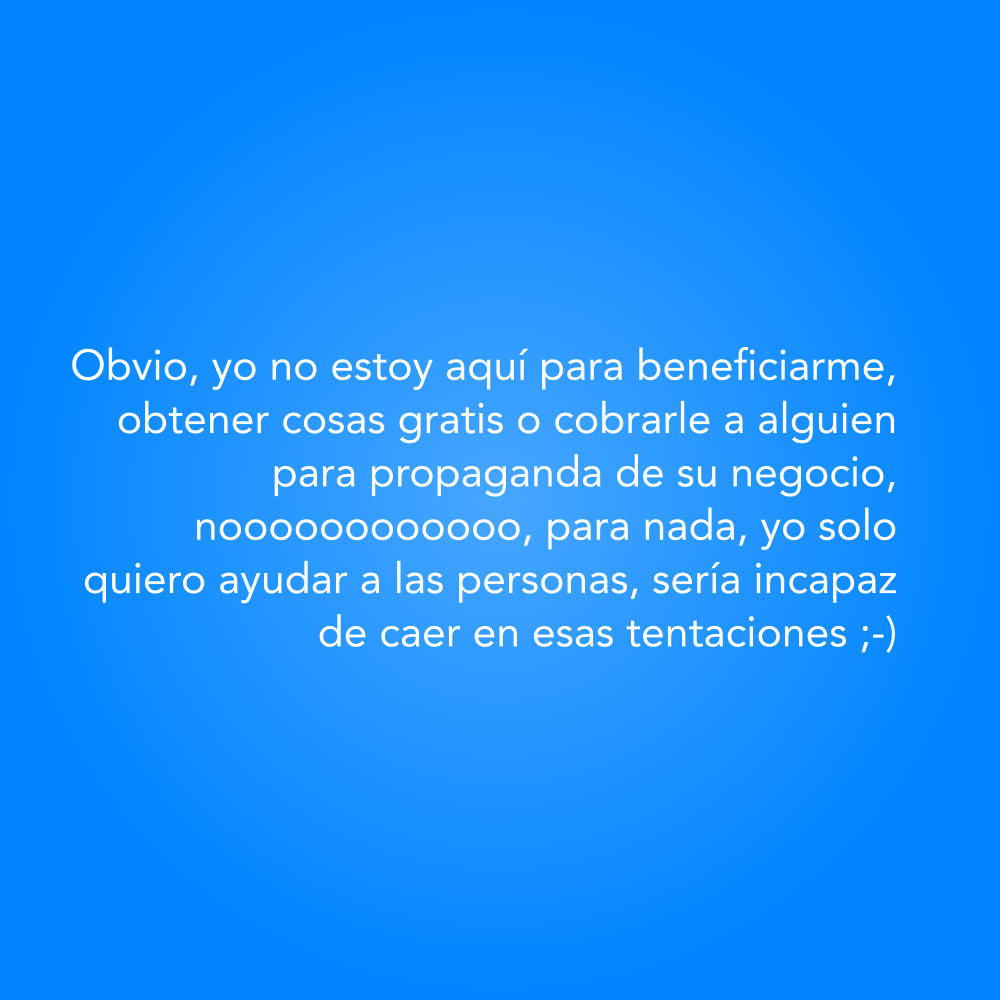 Obvio, yo no estoy aquí para beneficiarme,
obtener cosas gratis o cobrarle a alguien
para propaganda de su negocio,
noooooooooooo, para nada, yo solo
quiero ayudar a las personas, sería incapaz
de caer en esas tentaciones ;-)